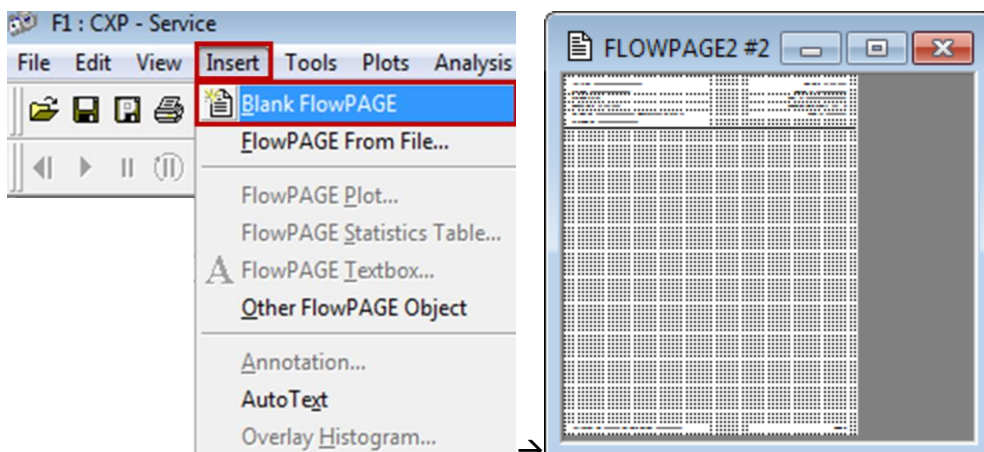 F1 : CXP - Service
File Edit View Insert Tools Plots Analysis
Blank FlowPAGE
FlowPAGE From File...
FlowPAGE Plot...
FlowPAGE Statistics Table...
A FlowPAGE Textbox...
Other FlowPAGE Object
Annotation...
AutoText
Overlay Histogram...
→
FLOWPAGE2 #2